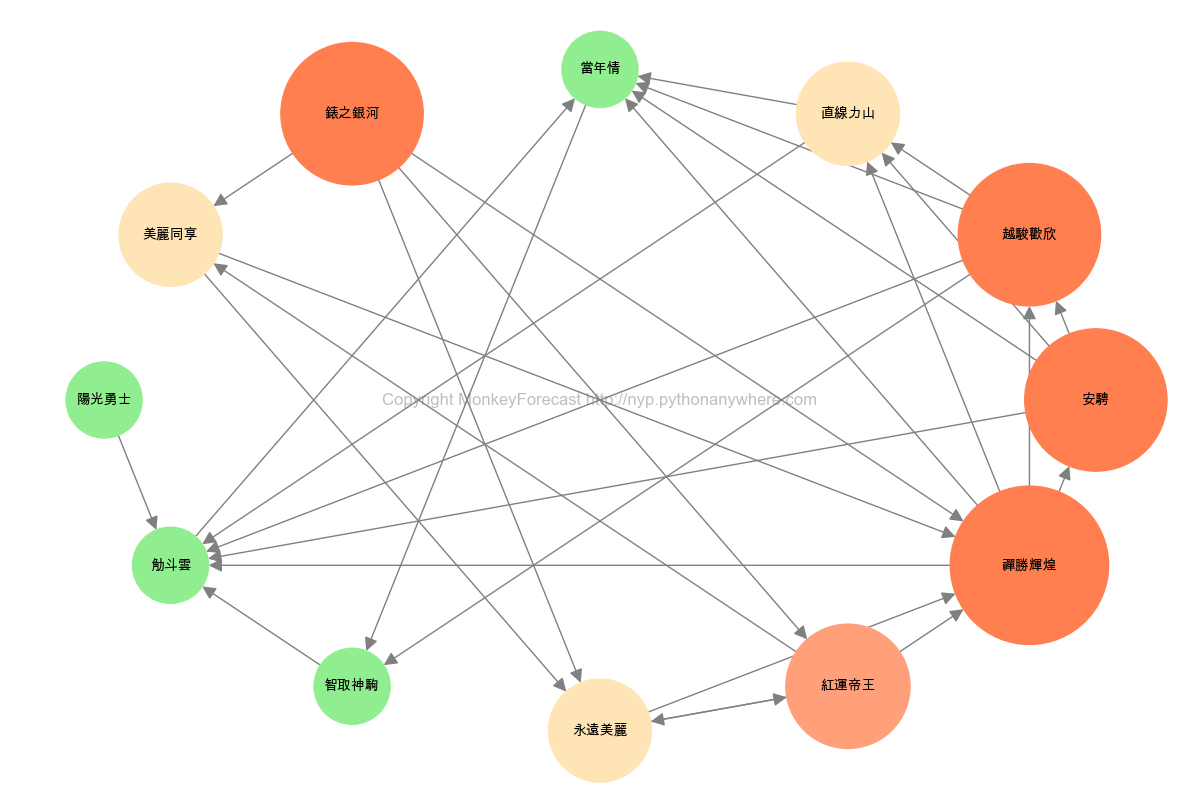 當年情
錶之銀河
直線力山
美麗同享
越駿歡欣
陽光勇士
Copyright MonkeyForecast http://nyp.pythonanywhere.com
安騁
觔斗雲
禪勝輝煌
智取神駒
紅運帝王
永遠美麗